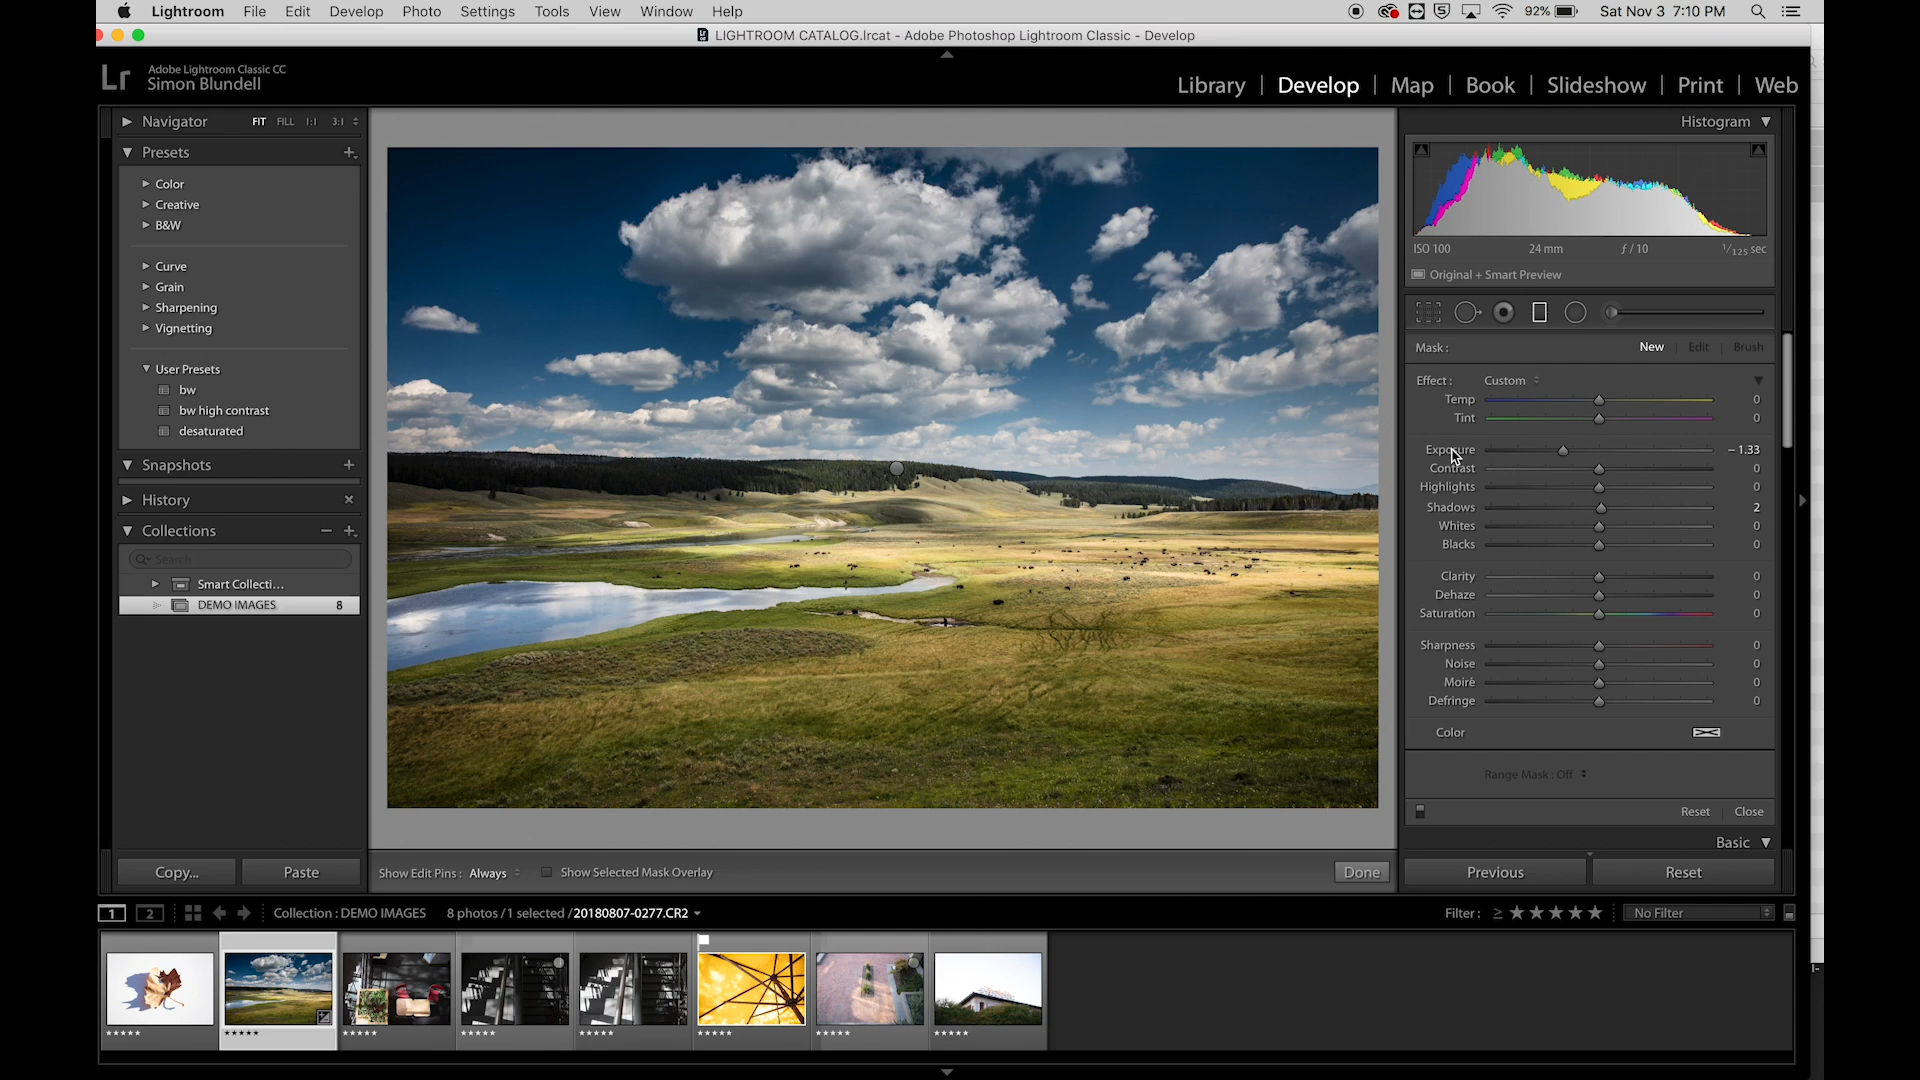 Lightroom File Edit Develop Photo Settings Tools View Window Help 92% Sat Nov 3 7:10 PM
LIGHTROOM CATALOG.lrcat - Adobe Photoshop Lightroom Classic - Develop
Lr Adobe Lightroom Classic CC
Simon Blundell
Library | Develop | Map | Book | Slideshow | Print | Web
Navigator FIT FILL 1:1 3:1
Presets
Color
Creative
B&W
Curve
Grain
Sharpening
Vignetting
User Presets
bw
bw high contrast
desaturated
Snapshots
History
Collections
Search
Smart Collecti...
DEMO IMAGES 8
Copy... Paste
Show Edit Pins : Always Show Selected Mask Overlay Done
Histogram
ISO 100 24 mm ƒ / 10 1/125 sec
Original + Smart Preview
Mask : New | Edit | Brush
Effect : Custom
Temp 0
Tint 0
Exposure – 1.33
Contrast 0
Highlights 0
Shadows 2
Whites 0
Blacks 0
Clarity 0
Dehaze 0
Saturation 0
Sharpness 0
Noise 0
Moiré 0
Defringe 0
Color
Range Mask : Off
Reset | Close
Basic
Previous Reset
1 2 Collection : DEMO IMAGES 8 photos / 1 selected / 20180807-0277.CR2 Filter : ≥ ★★★★★ No Filter